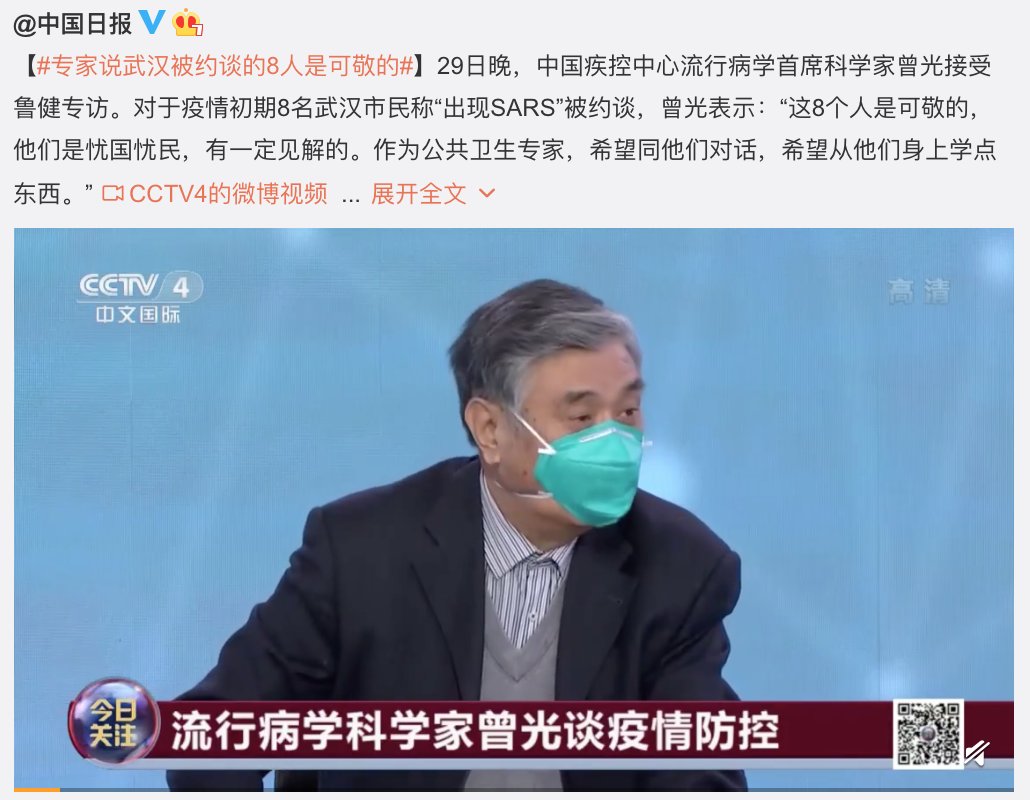 @中国日报
【#专家说武汉被约谈的8人是可敬的#】29日晚，中国疾控中心流行病学首席科学家曾光接受
鲁健专访。对于疫情初期8名武汉市民称“出现SARS”被约谈，曾光表示：“这8个人是可敬的，
他们是忧国忧民，有一定见解的。作为公共卫生专家，希望同他们对话，希望从他们身上学点
东西。” CCTV4的微博视频 ... 展开全文
CCTV 4
中文国际
高清
今日
关注
流行病学科学家曾光谈疫情防控